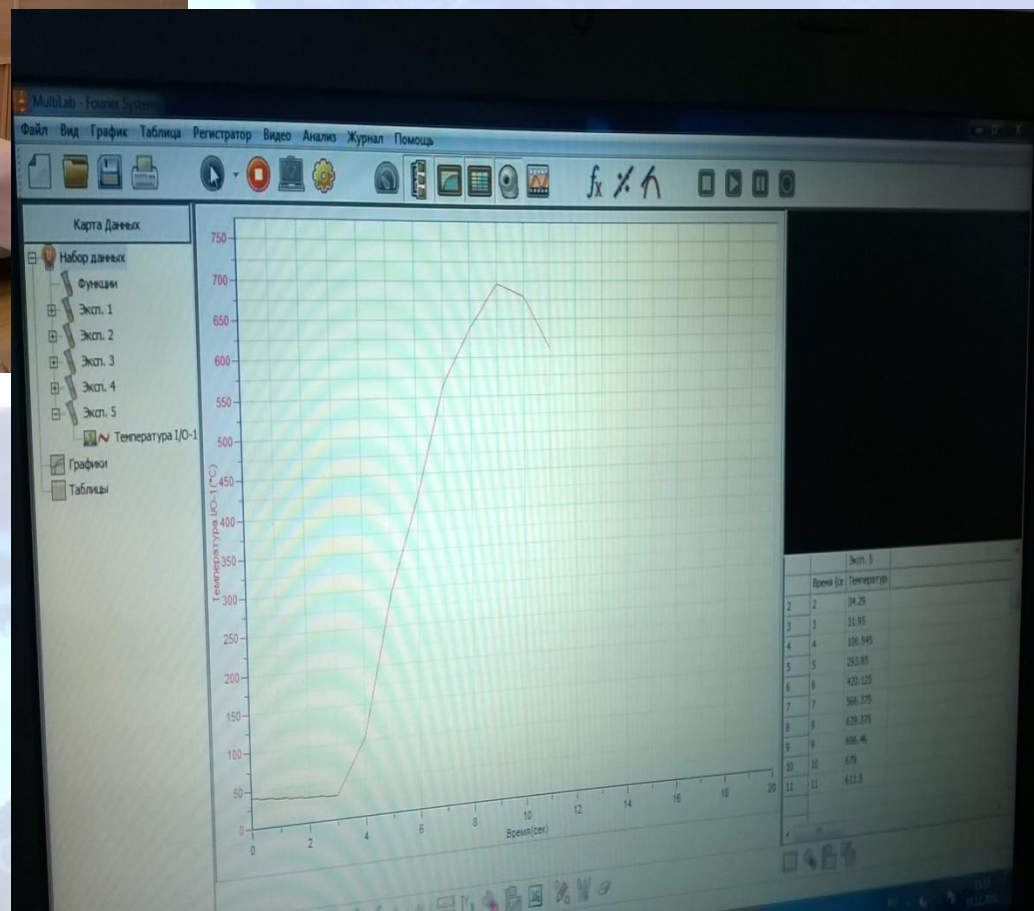 MultiLab - Fourier Systems
Файл Вид График Таблица Регистратор Видео Анализ Журнал Помощь
Карта Данных
Набор данных
Функции
Эксп. 1
Эксп. 2
Эксп. 3
Эксп. 4
Эксп. 5
Температура I/O-1
Графики
Таблицы
Температура I/O-1(°C)
750
700
650
600
550
500
450
400
350
300
250
200
150
100
50
0
0 2 4 6 8 10 12 14 16 18 20
Время(сек)
Эксп. 5
Время (се Температур
2 2 34.29
3 3 31.95
4 4 106.545
5 5 293.85
6 6 420.125
7 7 566.375
8 8 639.375
9 9 696.46
10 10 679
11 11 611.5